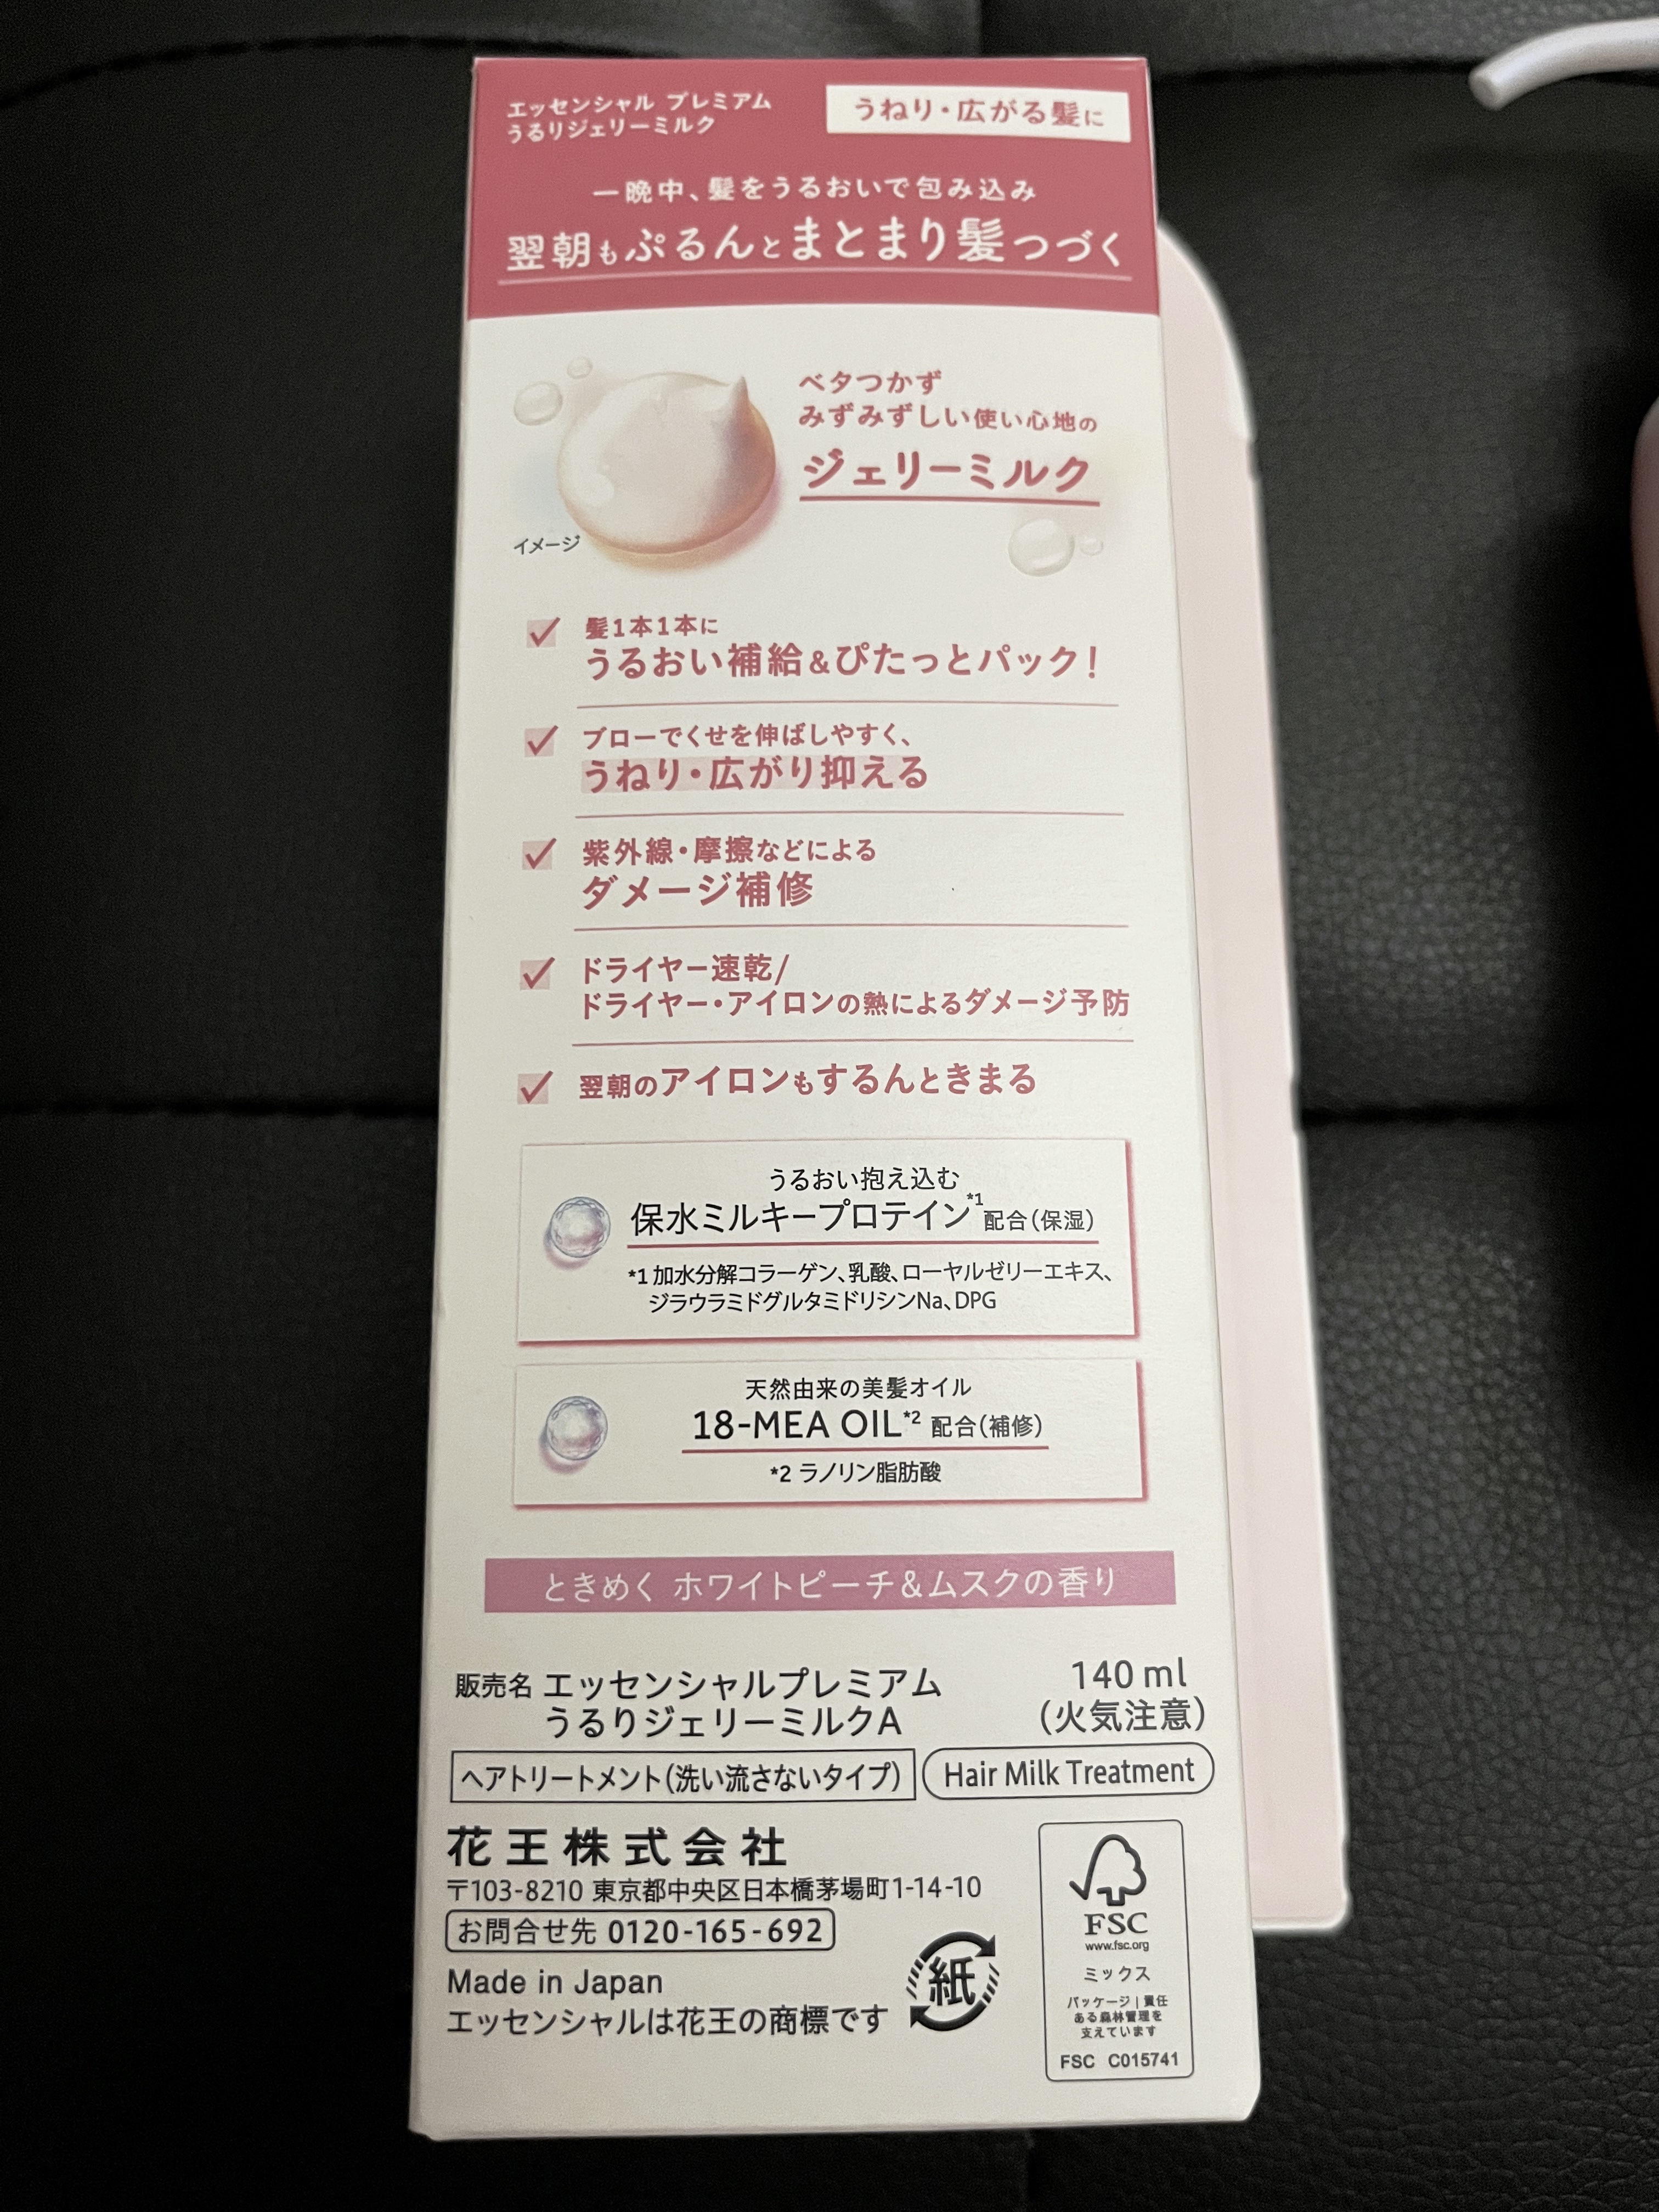 エッセンシャル プレミアム
うるりジェリーミルク
うねり・広がる髪に
一晩中、髪をうるおいで包み込み
翌朝もぷるんとまとまり髪つづく
ベタつかず
みずみずしい使い心地の
ジェリーミルク
イメージ
髪1本1本に
うるおい補給&ぴたっとパック!
ブローでくせを伸ばしやすく、
うねり・広がり抑える
紫外線・摩擦などによる
ダメージ補修
ドライヤー速乾/
ドライヤー・アイロンの熱によるダメージ予防
翌朝のアイロンもするんときまる
うるおい抱え込む
保水ミルキープロテイン*1配合(保湿)
*1 加水分解コラーゲン、乳酸、ローヤルゼリーエキス、
ジラウラミドグルタミドリシンNa、DPG
天然由来の美髪オイル
18-MEA OIL*2 配合(補修)
*2 ラノリン脂肪酸
ときめく ホワイトピーチ&ムスクの香り
販売名 エッセンシャルプレミアム
うるりジェリーミルクA
140 ml
(火気注意)
ヘアトリートメント(洗い流さないタイプ)
Hair Milk Treatment
花王株式会社
〒103-8210 東京都中央区日本橋茅場町1-14-10
お問合せ先 0120-165-692
Made in Japan
エッセンシャルは花王の商標です
紙
FSC
www.fsc.org
ミックス
パッケージ|責任
ある森林管理を
支えています
FSC C015741